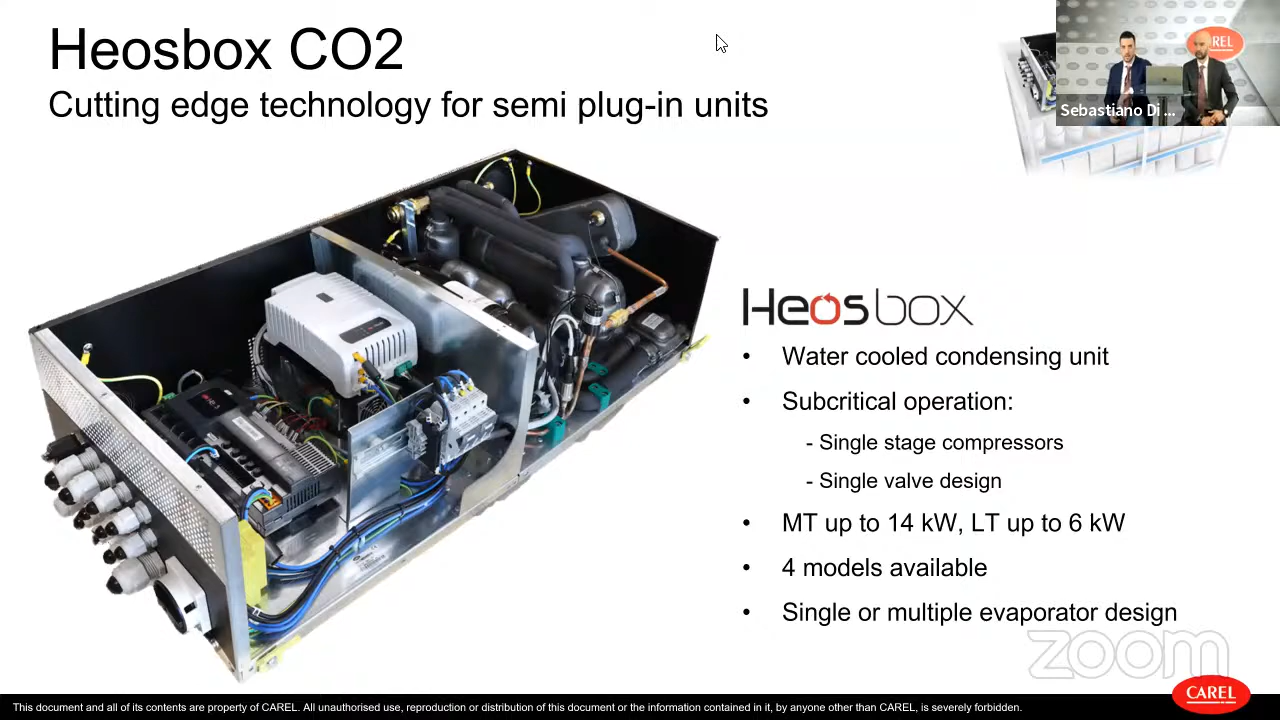 Heosbox CO2
Cutting edge technology for semi plug-in units
REL
Sebastiano Di ...
Heosbox
• Water cooled condensing unit
• Subcritical operation:
- Single stage compressors
- Single valve design
• MT up to 14 kW, LT up to 6 kW
• 4 models available
• Single or multiple evaporator design
zoom
CAREL
This document and all of its contents are property of CAREL. All unauthorised use, reproduction or distribution of this document or the information contained in it, by anyone other than CAREL, is severely forbidden.